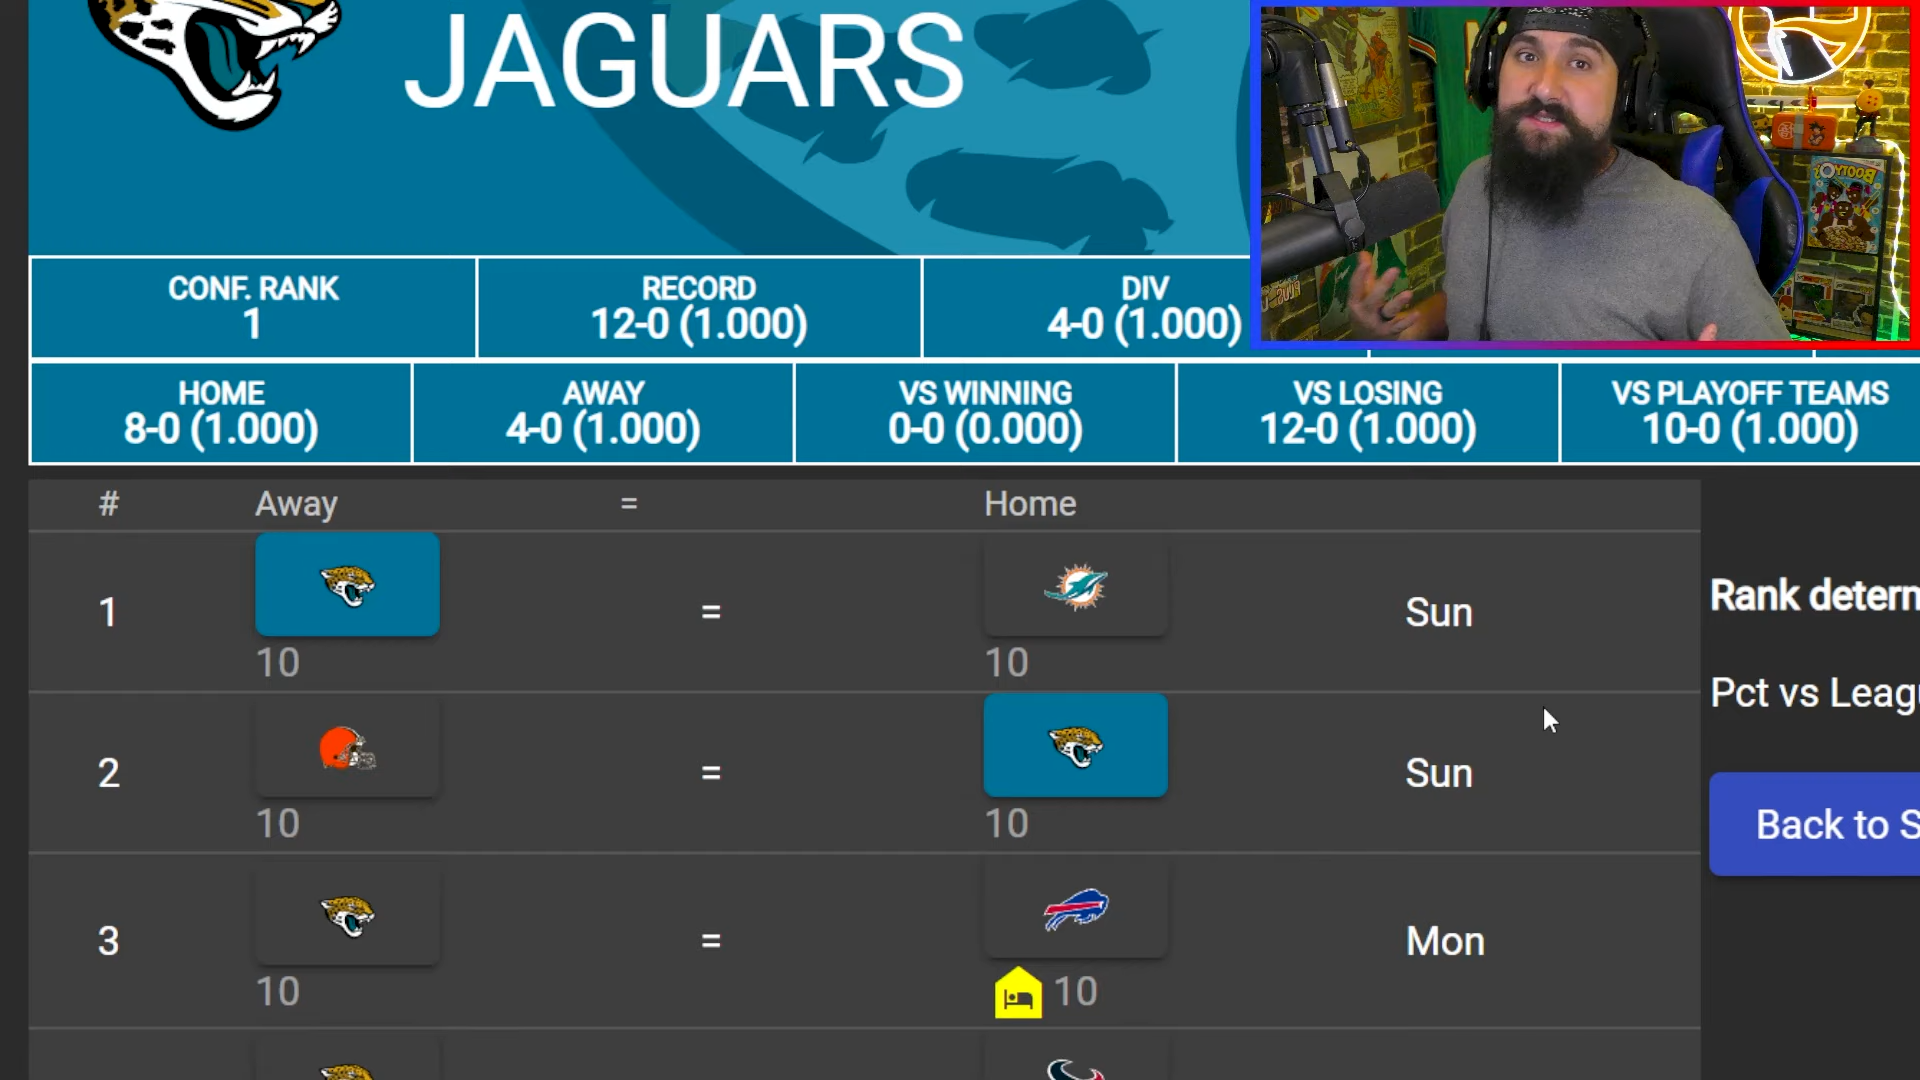 JAGUARS
CONF. RANK
1
RECORD
12-0 (1.000)
DIV
4-0 (1.000)
HOME
8-0 (1.000)
AWAY
4-0 (1.000)
VS WINNING
0-0 (0.000)
VS LOSING
12-0 (1.000)
VS PLAYOFF TEAMS
10-0 (1.000)
# Away = Home
1 = Sun
10 10
2 = Sun
10 10
3 = Mon
10 10
Rank determ
Pct vs Leagu
Back to S